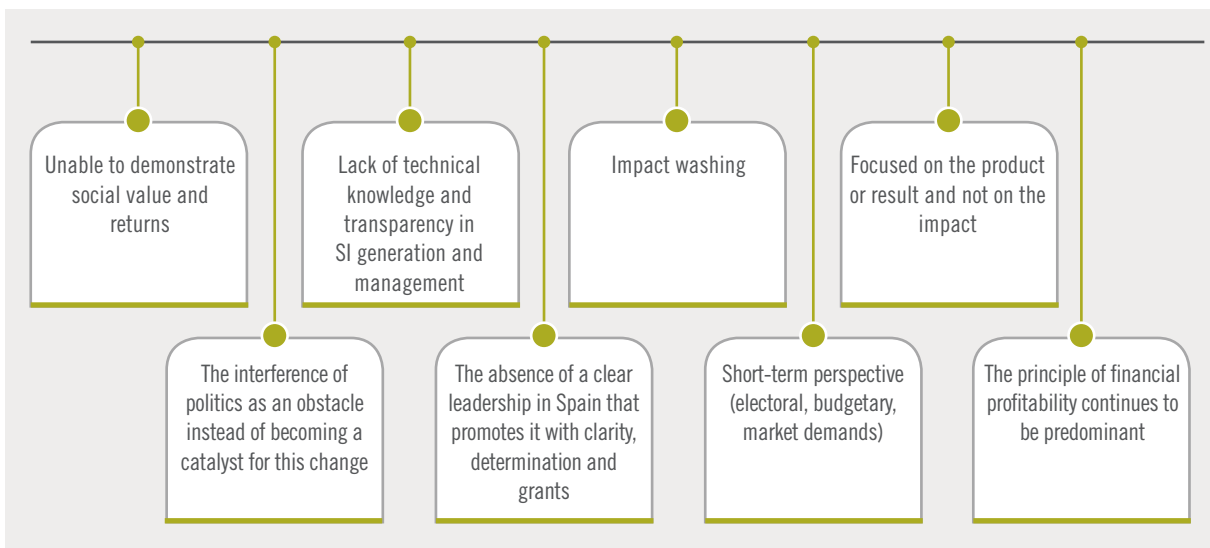 Unable to demonstrate
social value and
returns
The interference of
politics as an obstacle
instead of becoming a
catalyst for this change
Lack of technical
knowledge and
transparency in
SI generation and
management
The absence of a clear
leadership in Spain that
promotes it with clarity,
determination and
grants
Impact washing
Short-term perspective
(electoral, budgetary,
market demands)
Focused on the product
or result and not on the
impact
The principle of financial
profitability continues to
be predominant